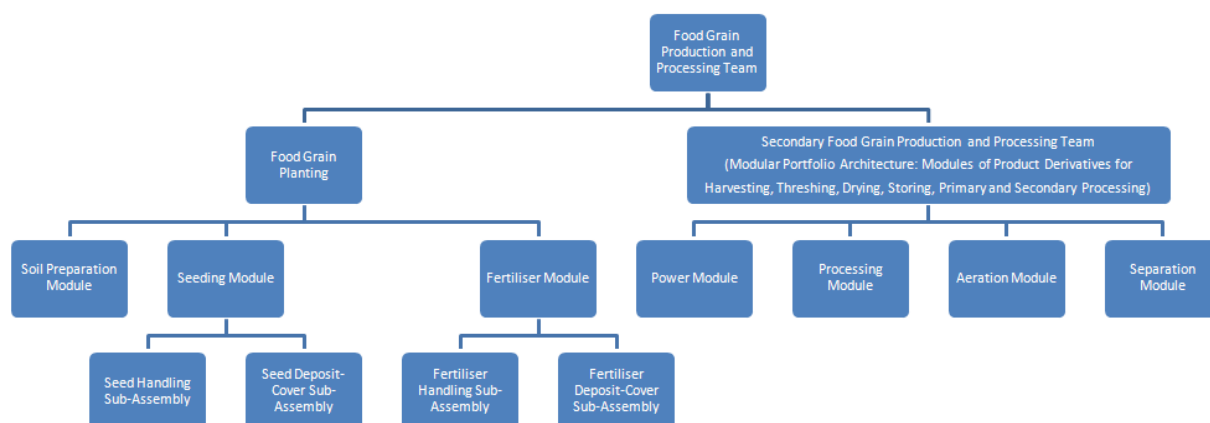 Food Grain
Production and
Processing Team
Food Grain
Planting
Secondary Food Grain Production and Processing Team
(Modular Portfolio Architecture: Modules of Product Derivatives for
Harvesting, Threshing, Drying, Storing, Primary and Secondary Processing)
Soil Preparation
Module
Seeding Module
Fertiliser Module
Power Module
Processing
Module
Aeration Module
Separation
Module
Seed Handling
Sub-Assembly
Seed Deposit-
Cover Sub-
Assembly
Fertiliser
Handling Sub-
Assembly
Fertiliser
Deposit-Cover
Sub-Assembly